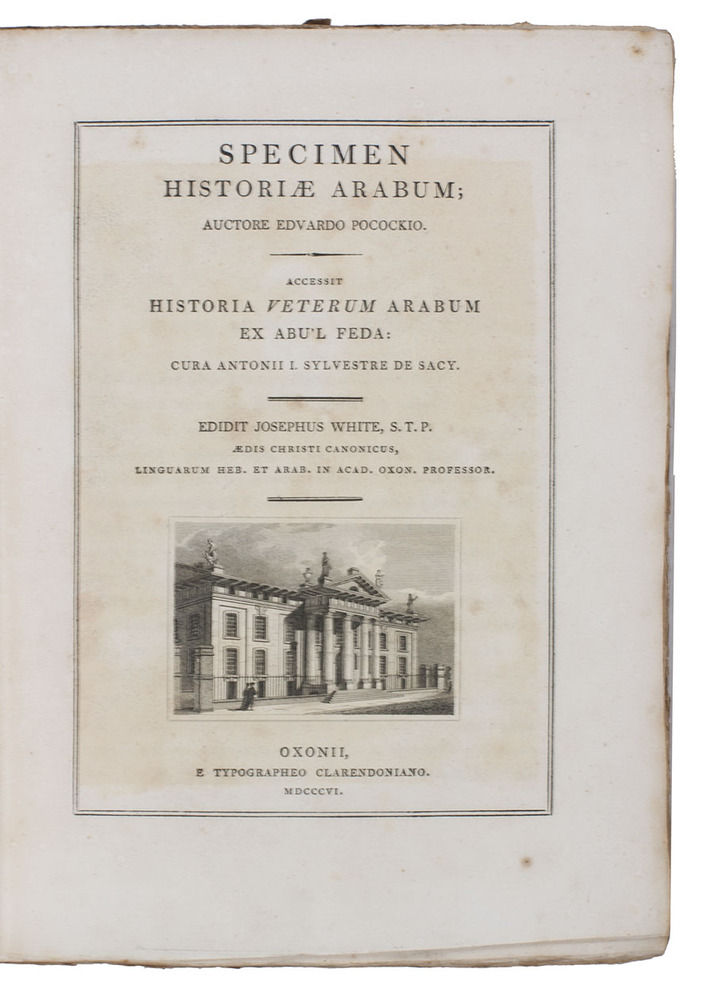 SPECIMEN
HISTORIÆ ARABUM;
AUCTORE EDVARDO POCOCKIO.
ACCESSIT
HISTORIA VETERUM ARABUM
EX ABU'L FEDA:
CURA ANTONII I. SYLVESTRE DE SACY.
EDIDIT JOSEPHUS WHITE, S. T. P.
ÆDIS CHRISTI CANONICUS,
LINGUARUM HEB. ET ARAB. IN ACAD. OXON. PROFESSOR.
OXONII,
E TYPOGRAPHEO CLARENDONIANO.
MDCCCVI.